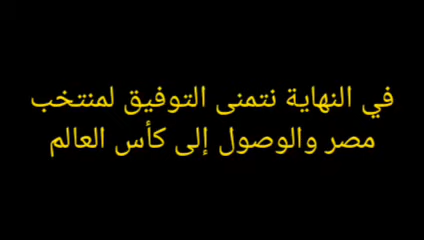 في النهاية نتمنى التوفيق لمنتخب
مصر والوصول إلى كأس العالم